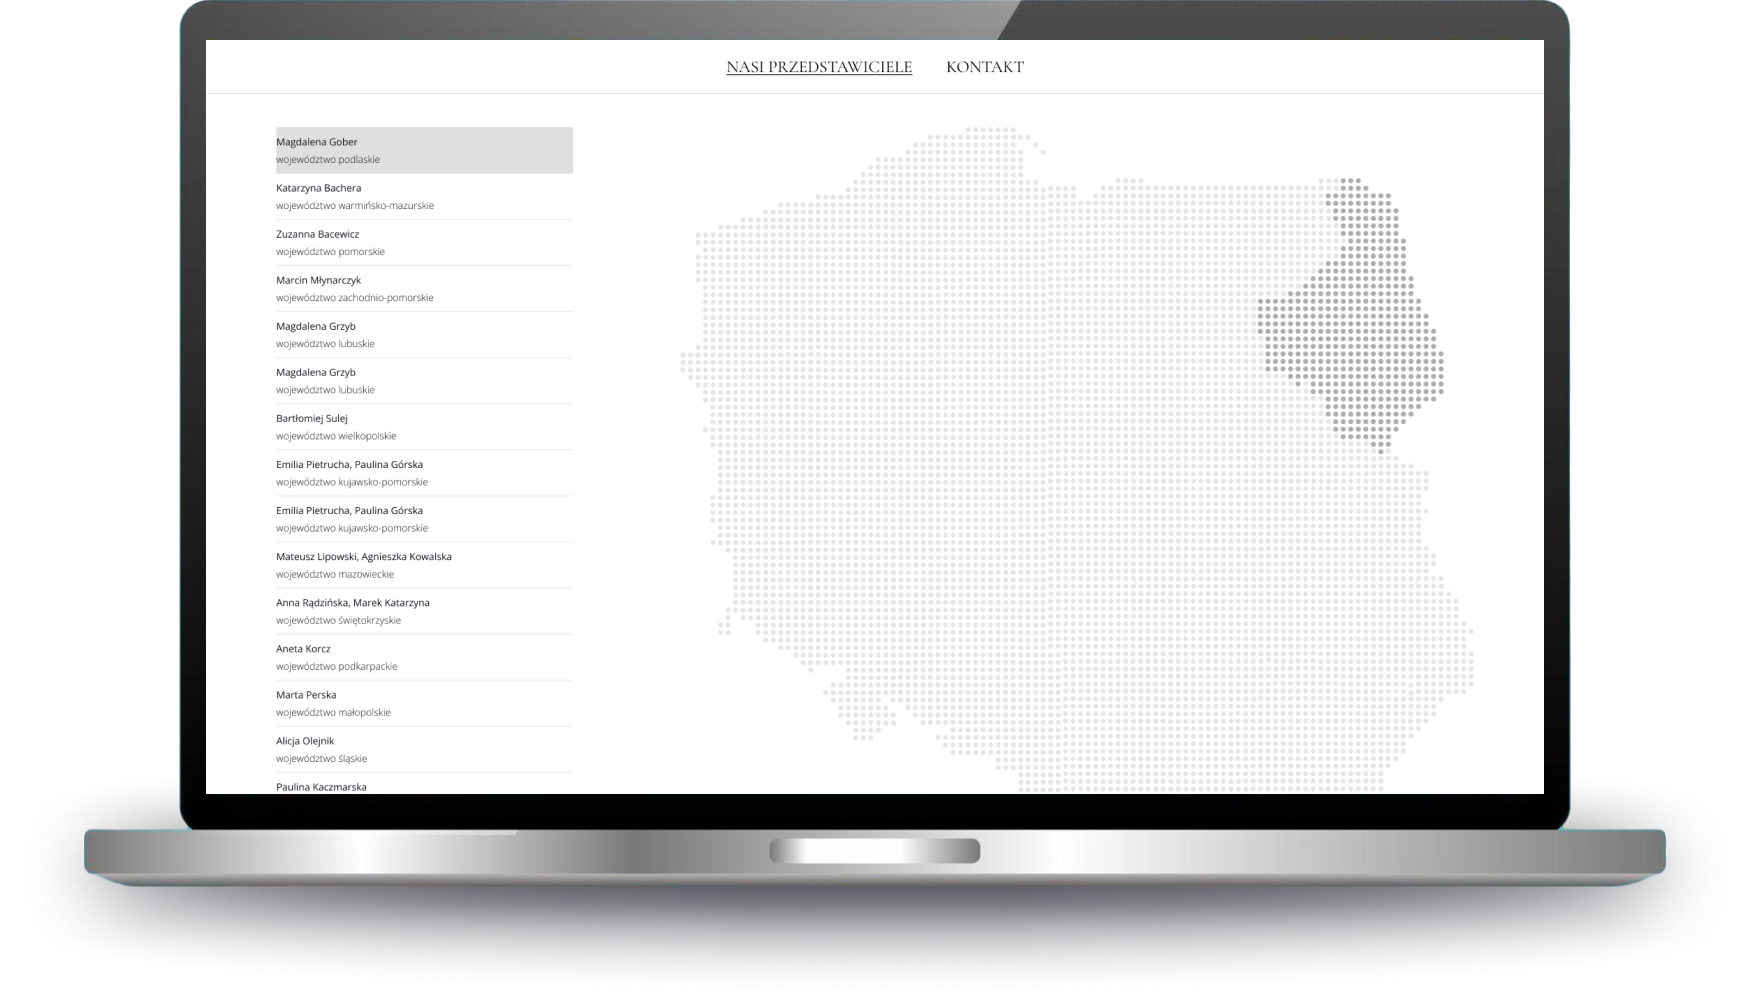 NASI PRZEDSTAWICIELE KONTAKT
Magdalena Gober
województwo podlaskie
Katarzyna Bachera
województwo warmińsko-mazurskie
Zuzanna Bacewicz
województwo pomorskie
Marcin Młynarczyk
województwo zachodnio-pomorskie
Magdalena Grzyb
województwo lubuskie
Magdalena Grzyb
województwo lubuskie
Bartłomiej Sulej
województwo wielkopolskie
Emilia Pietrucha, Paulina Górska
województwo kujawsko-pomorskie
Emilia Pietrucha, Paulina Górska
województwo kujawsko-pomorskie
Mateusz Lipowski, Agnieszka Kowalska
województwo mazowieckie
Anna Rądzińska, Marek Katarzyna
województwo świętokrzyskie
Aneta Korcz
województwo podkarpackie
Marta Perska
województwo małopolskie
Alicja Olejnik
województwo śląskie
Paulina Kaczmarska